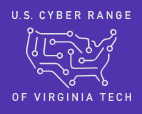 U.S. CYBER RANGE
OF VIRGINIA TECH